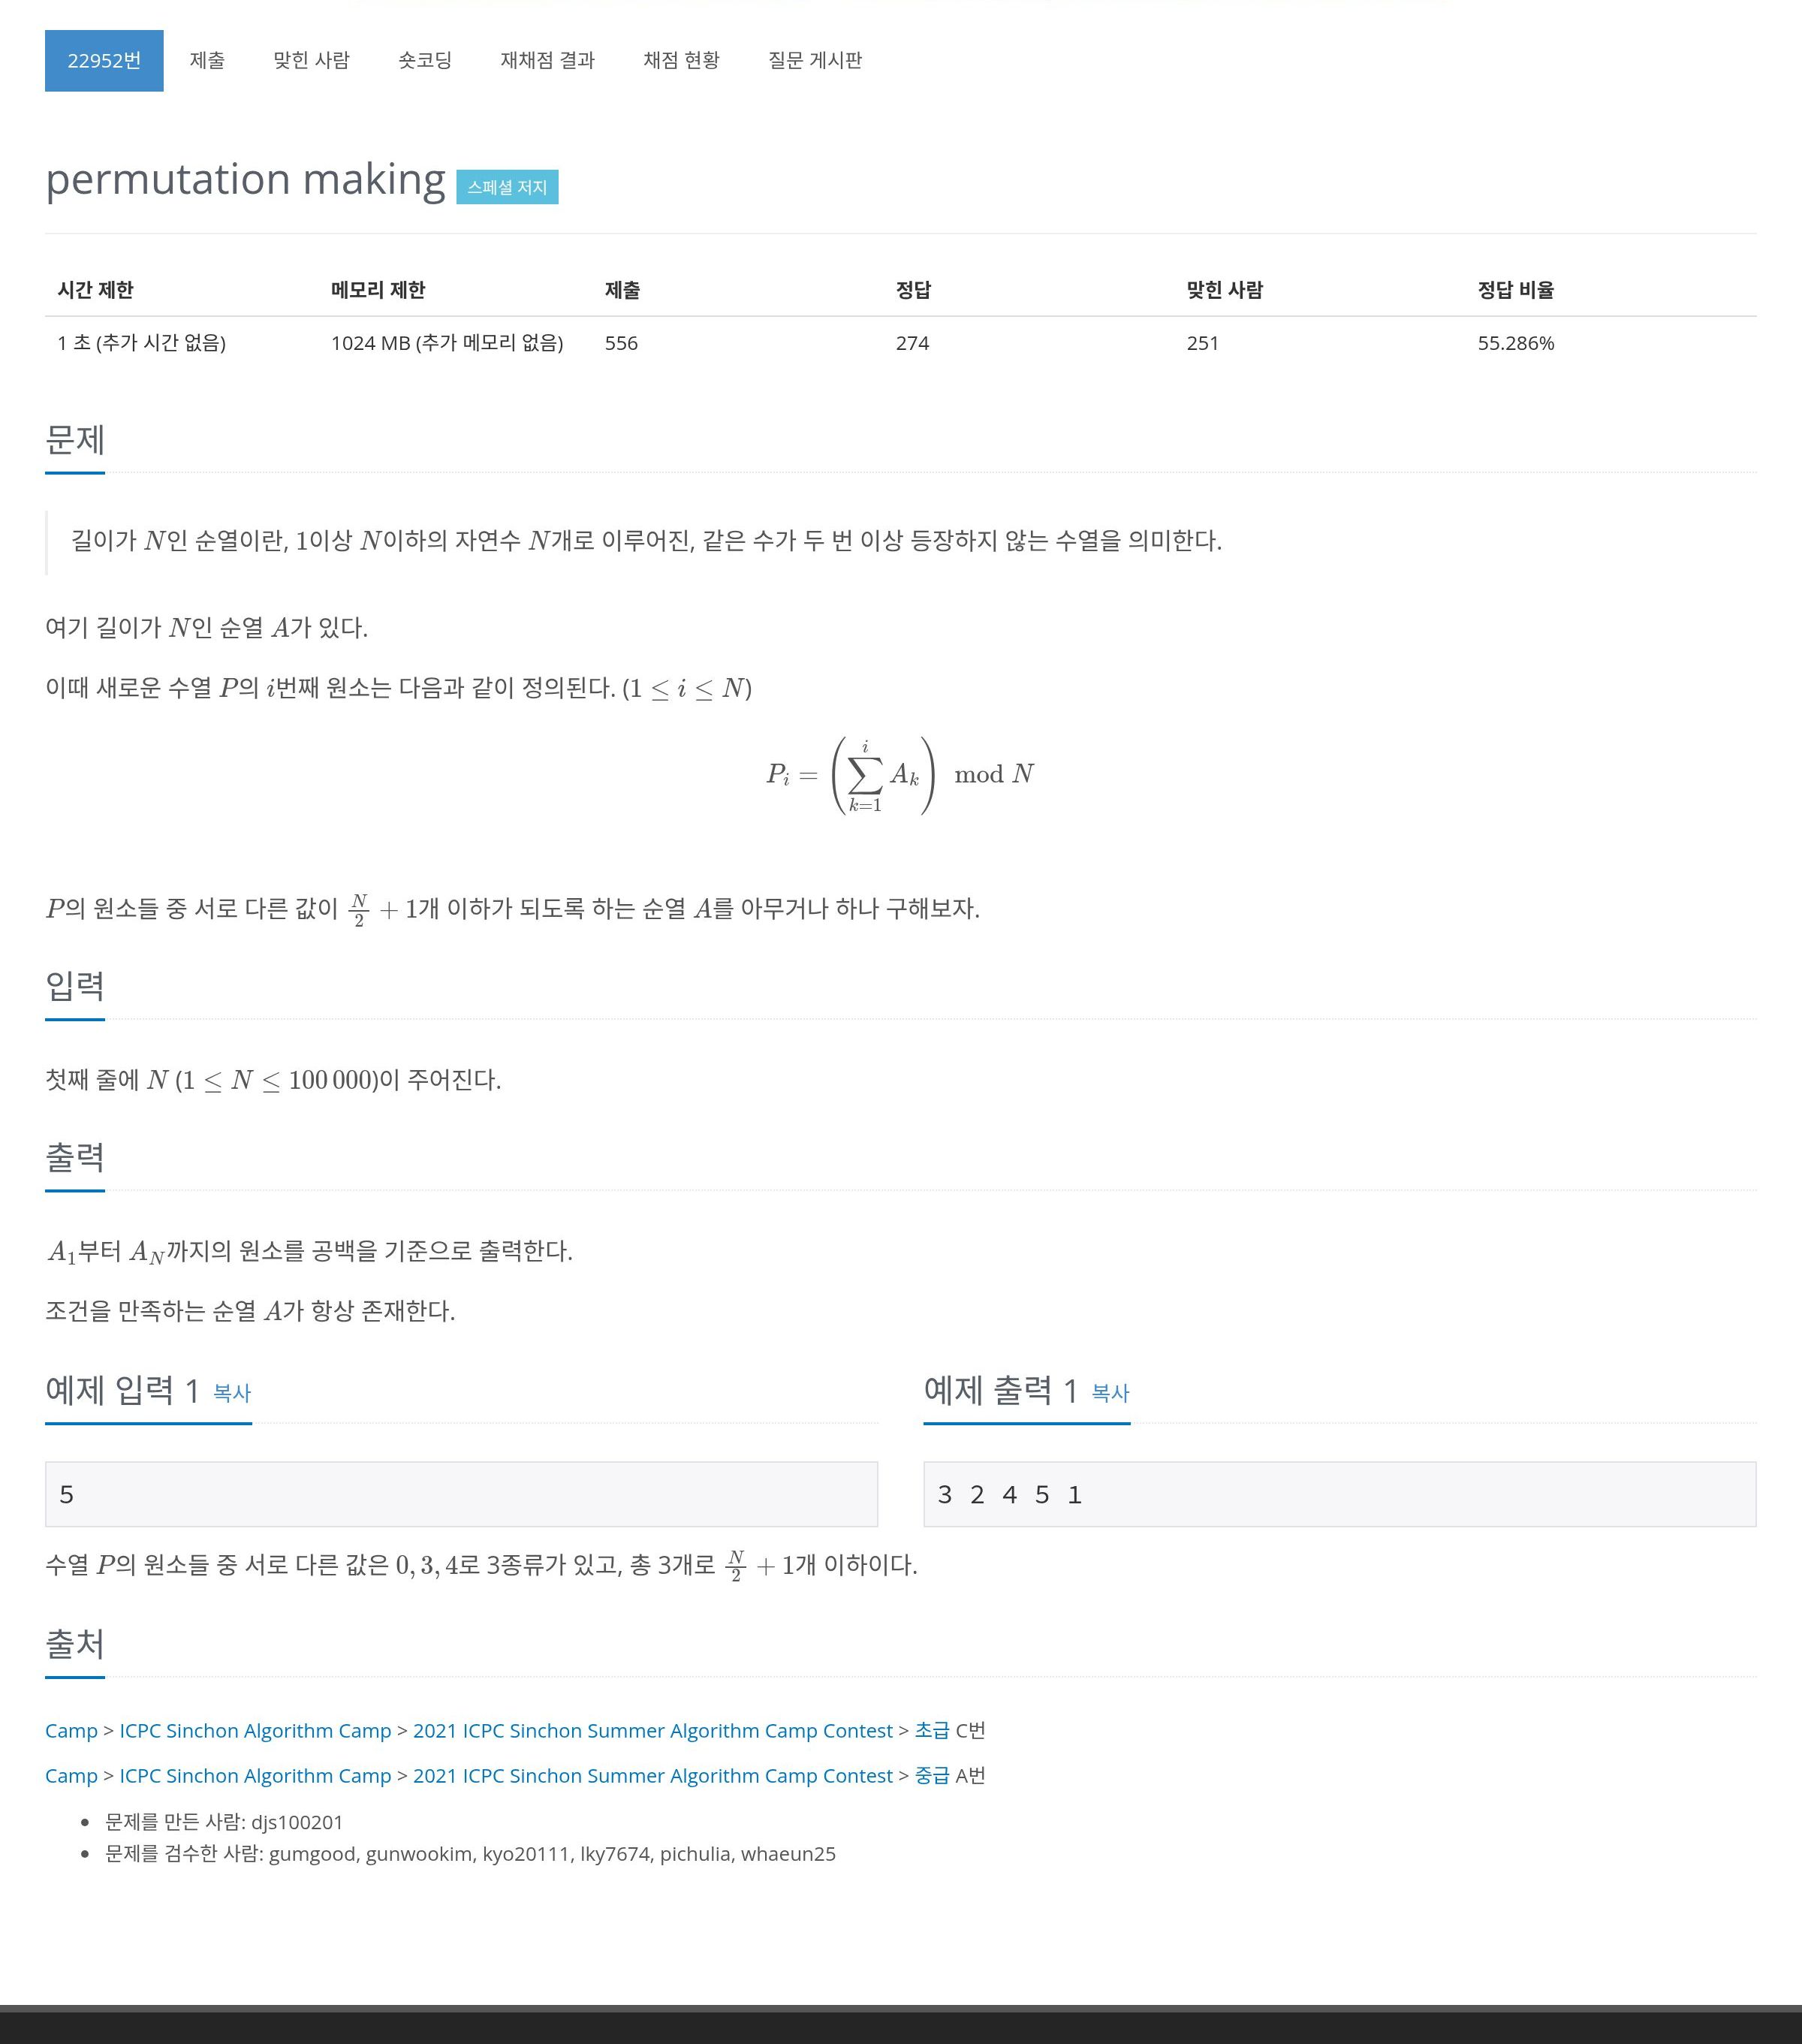 22952번 제출 맞힌 사람 숏코딩 재채점 결과 채점 현황 질문 게시판
permutation making 스페셜 저지
시간 제한 메모리 제한 제출 정답 맞힌 사람 정답 비율
1 초 (추가 시간 없음) 1024 MB (추가 메모리 없음) 556 274 251 55.286%
문제
길이가 N인 순열이란, 1이상 N이하의 자연수 N개로 이루어진, 같은 수가 두 번 이상 등장하지 않는 수열을 의미한다.
여기 길이가 N인 순열 A가 있다.
이때 새로운 수열 P의 i번째 원소는 다음과 같이 정의된다. (1 ≤ i ≤ N)
P_i = (∑_{k=1}^{i} A_k) mod N
P의 원소들 중 서로 다른 값이 N/2 + 1개 이하가 되도록 하는 순열 A를 아무거나 하나 구해보자.
입력
첫째 줄에 N (1 ≤ N ≤ 100 000)이 주어진다.
출력
A_1부터 A_N까지의 원소를 공백을 기준으로 출력한다.
조건을 만족하는 순열 A가 항상 존재한다.
예제 입력 1 복사
5
예제 출력 1 복사
3 2 4 5 1
수열 P의 원소들 중 서로 다른 값은 0, 3, 4로 3종류가 있고, 총 3개로 N/2 + 1개 이하이다.
출처
Camp > ICPC Sinchon Algorithm Camp > 2021 ICPC Sinchon Summer Algorithm Camp Contest > 초급 C번
Camp > ICPC Sinchon Algorithm Camp > 2021 ICPC Sinchon Summer Algorithm Camp Contest > 중급 A번
• 문제를 만든 사람: djs100201
• 문제를 검수한 사람: gumgood, gunwookim, kyo20111, lky7674, pichulia, whaeun25